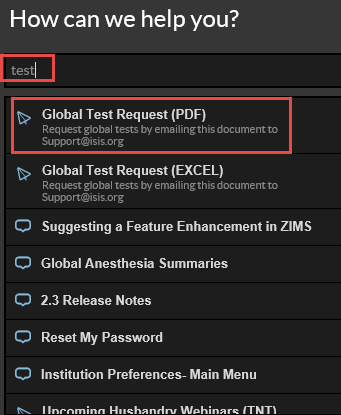 How can we help you?
test
Global Test Request (PDF)
Request global tests by emailing this document to
Support@isis.org
Global Test Request (EXCEL)
Request global tests by emailing this document to
Support@isis.org
Suggesting a Feature Enhancement in ZIMS
Global Anesthesia Summaries
2.3 Release Notes
Reset My Password
Institution Preferences- Main Menu
Upcoming Husbandry Webinars (TNT)